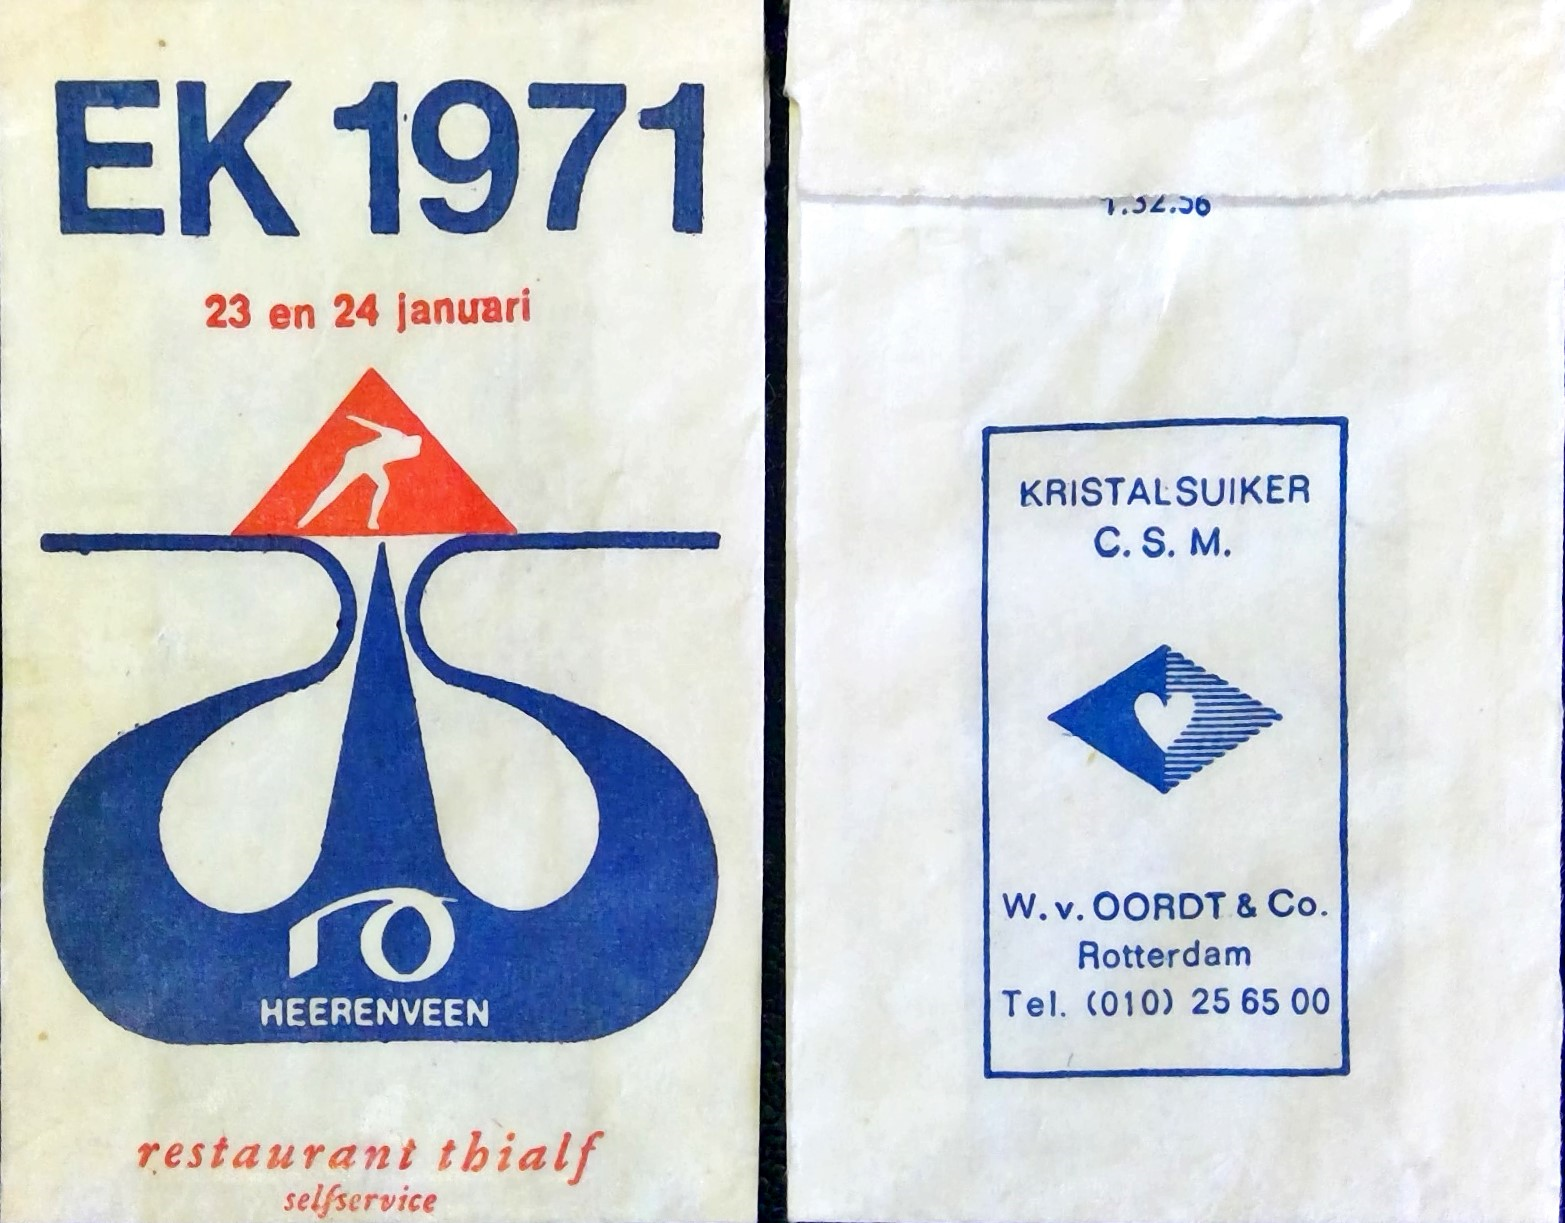 EK 1971
23 en 24 januari
HEERENVEEN
restaurant thialf
selfservice
KRISTALSUIKER
C. S. M.
W. v. OORDT & Co.
Rotterdam
Tel. (010) 25 65 00